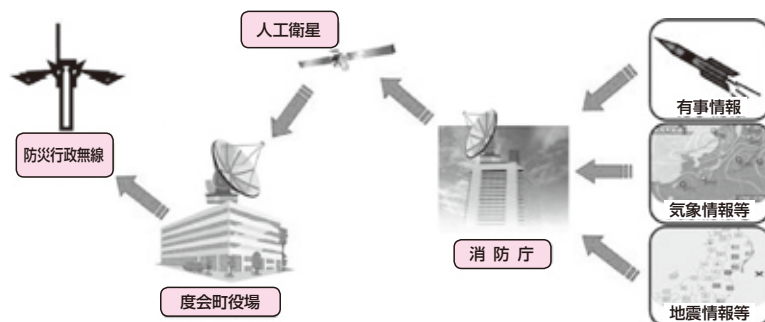 人工衛星
有事情報
防災行政無線
気象情報等
消防庁
度会町役場
地震情報等